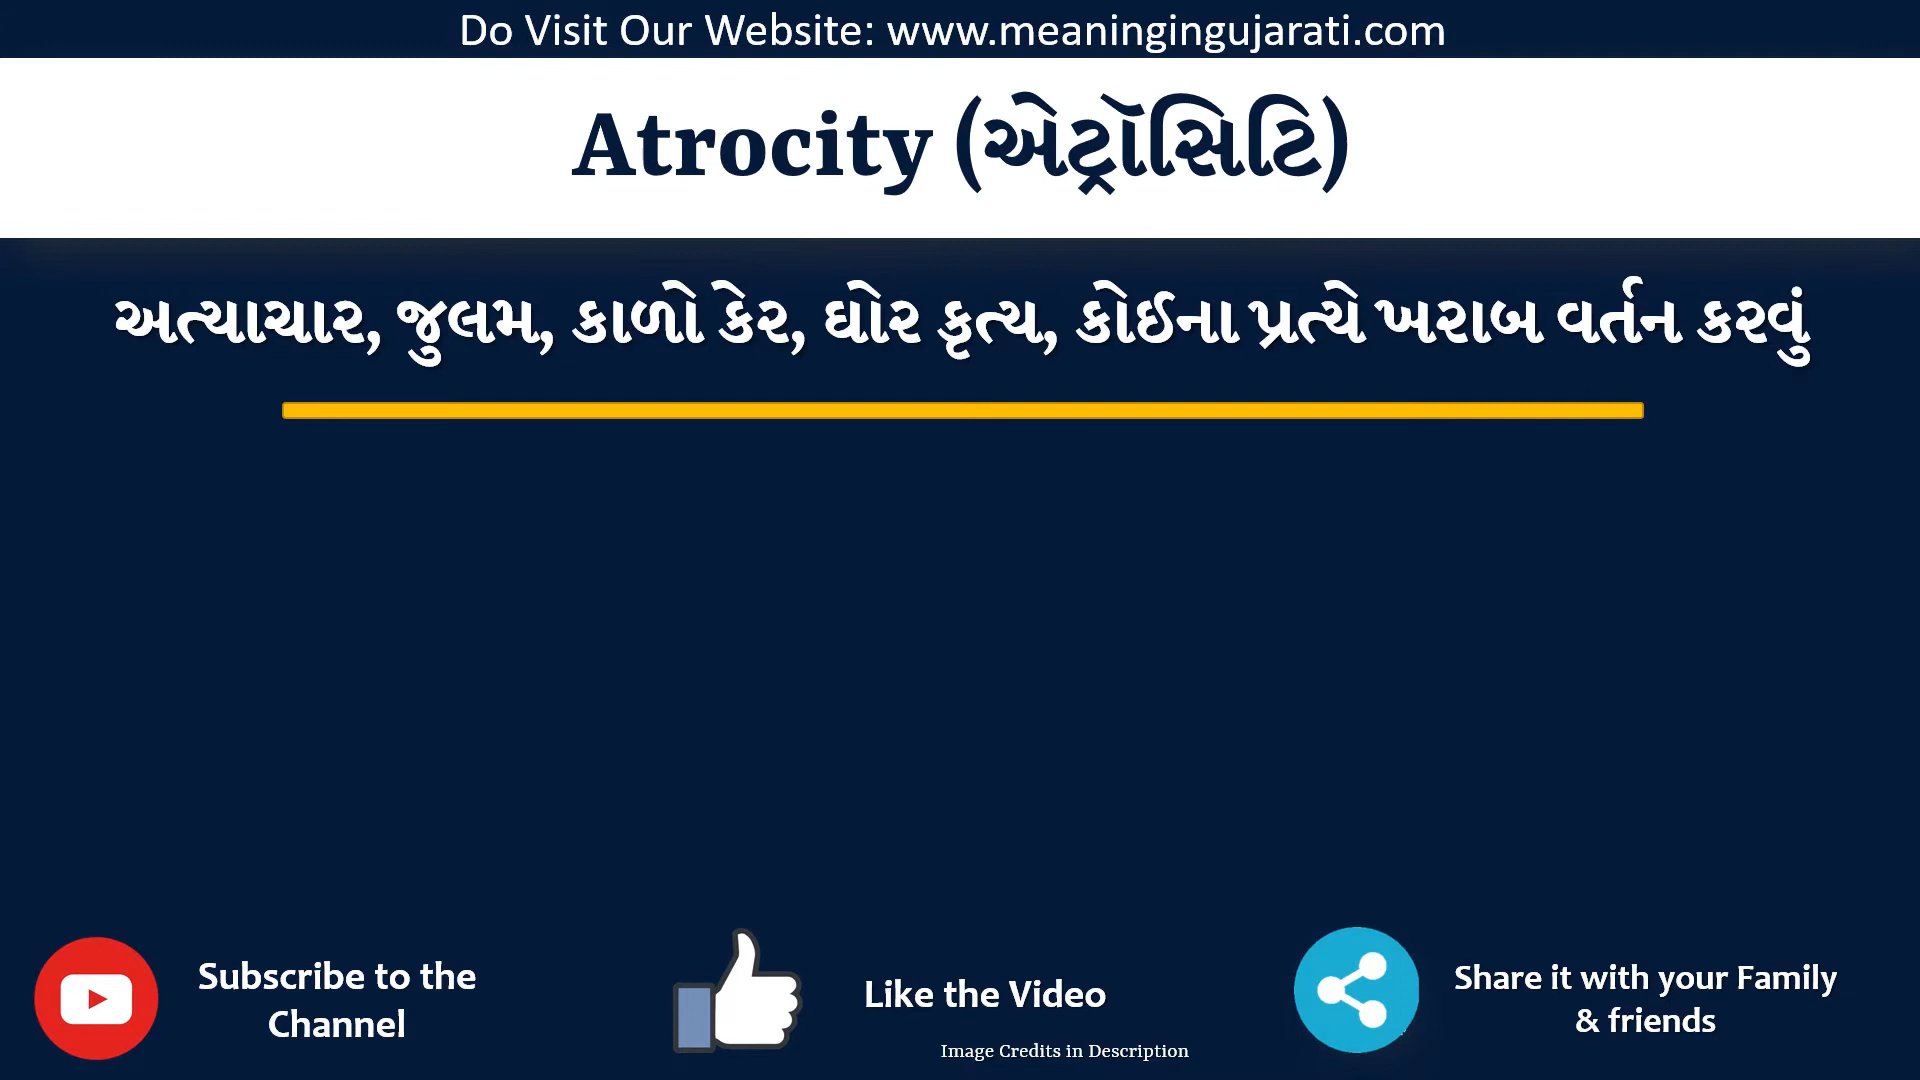 Do Visit Our Website: www.meaningingujarati.com
Atrocity (એટ્રૉસિટિ)
અત્યાચાર, જુલમ, કાળો કેર, ઘોર કૃત્ય, કોઈના પ્રત્યે ખરાબ વર્તન કરવું
Subscribe to the
Channel
Like the Video
Share it with your Family
& friends
Image Credits in Description